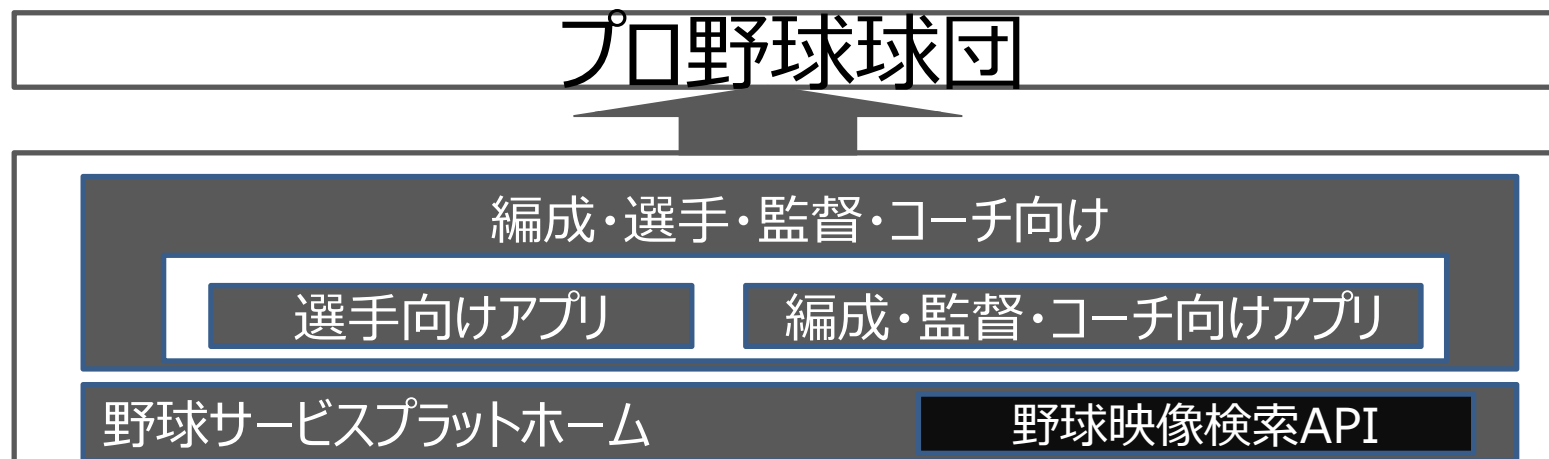 プロ野球球団
編成・選手・監督・コーチ向け
選手向けアプリ
編成・監督・コーチ向けアプリ
野球サービスプラットホーム
野球映像検索API